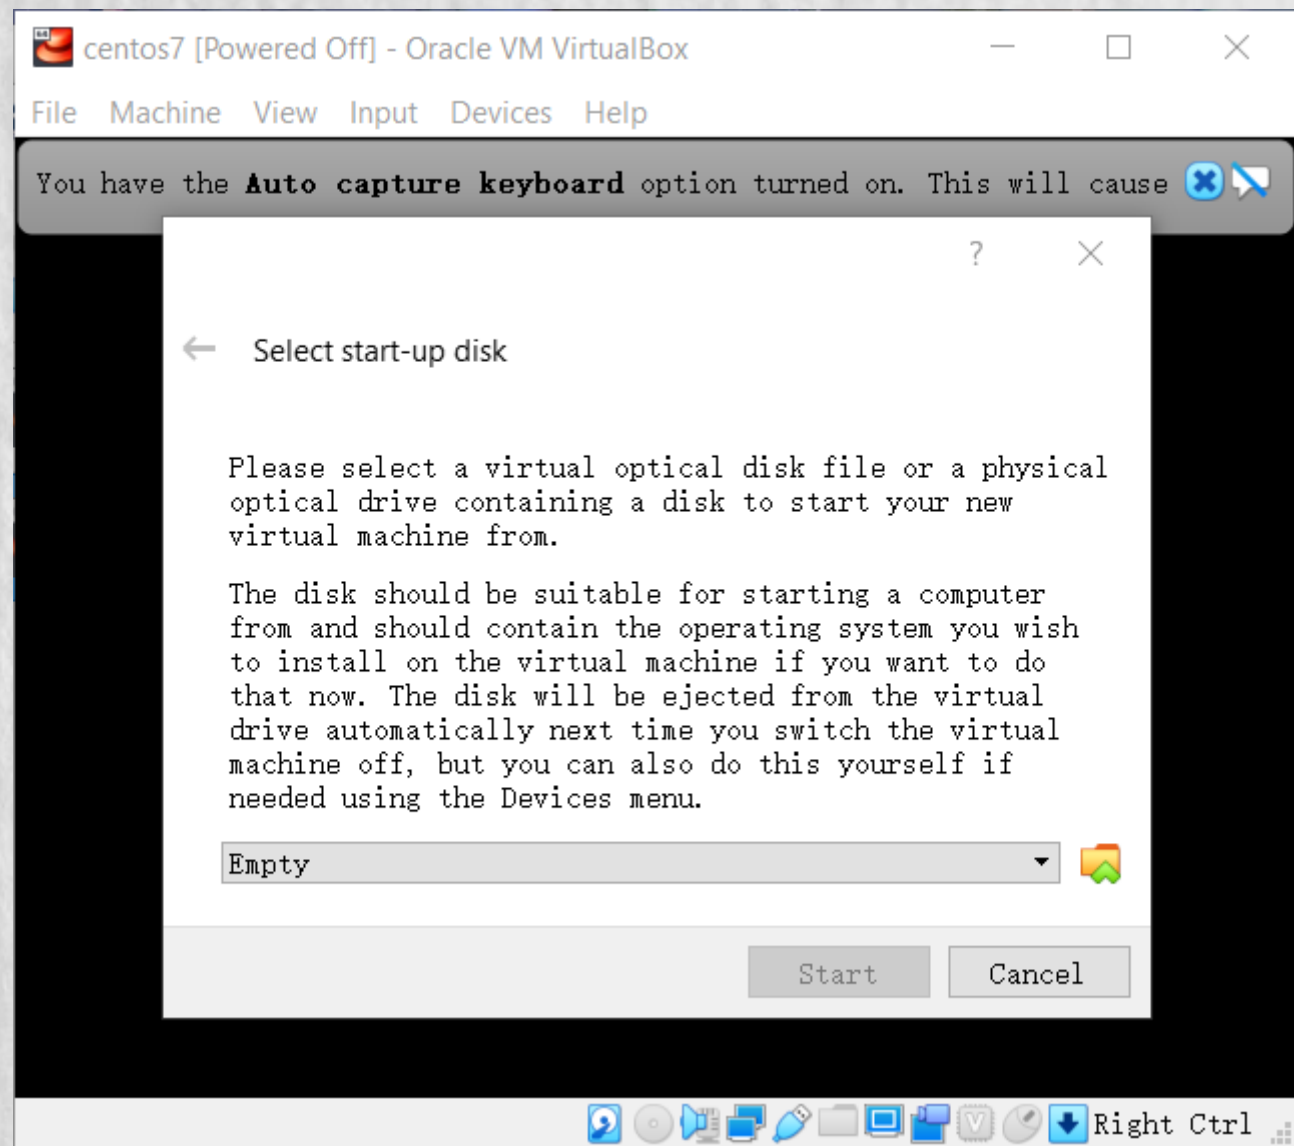 centos7 [Powered Off] - Oracle VM VirtualBox
File Machine View Input Devices Help
You have the Auto capture keyboard option turned on. This will cause
?
Select start-up disk
Please select a virtual optical disk file or a physical
optical drive containing a disk to start your new
virtual machine from.
The disk should be suitable for starting a computer
from and should contain the operating system you wish
to install on the virtual machine if you want to do
that now. The disk will be ejected from the virtual
drive automatically next time you switch the virtual
machine off, but you can also do this yourself if
needed using the Devices menu.
Empty
Start Cancel
Right Ctrl